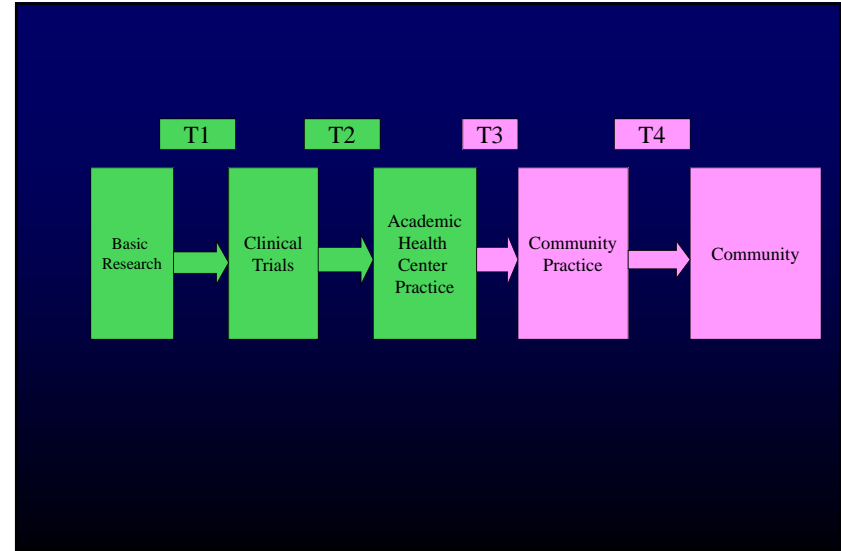 T1
T2
T3
T4
Basic
Research
Clinical
Trials
Academic
Health
Center
Practice
Community
Practice
Community